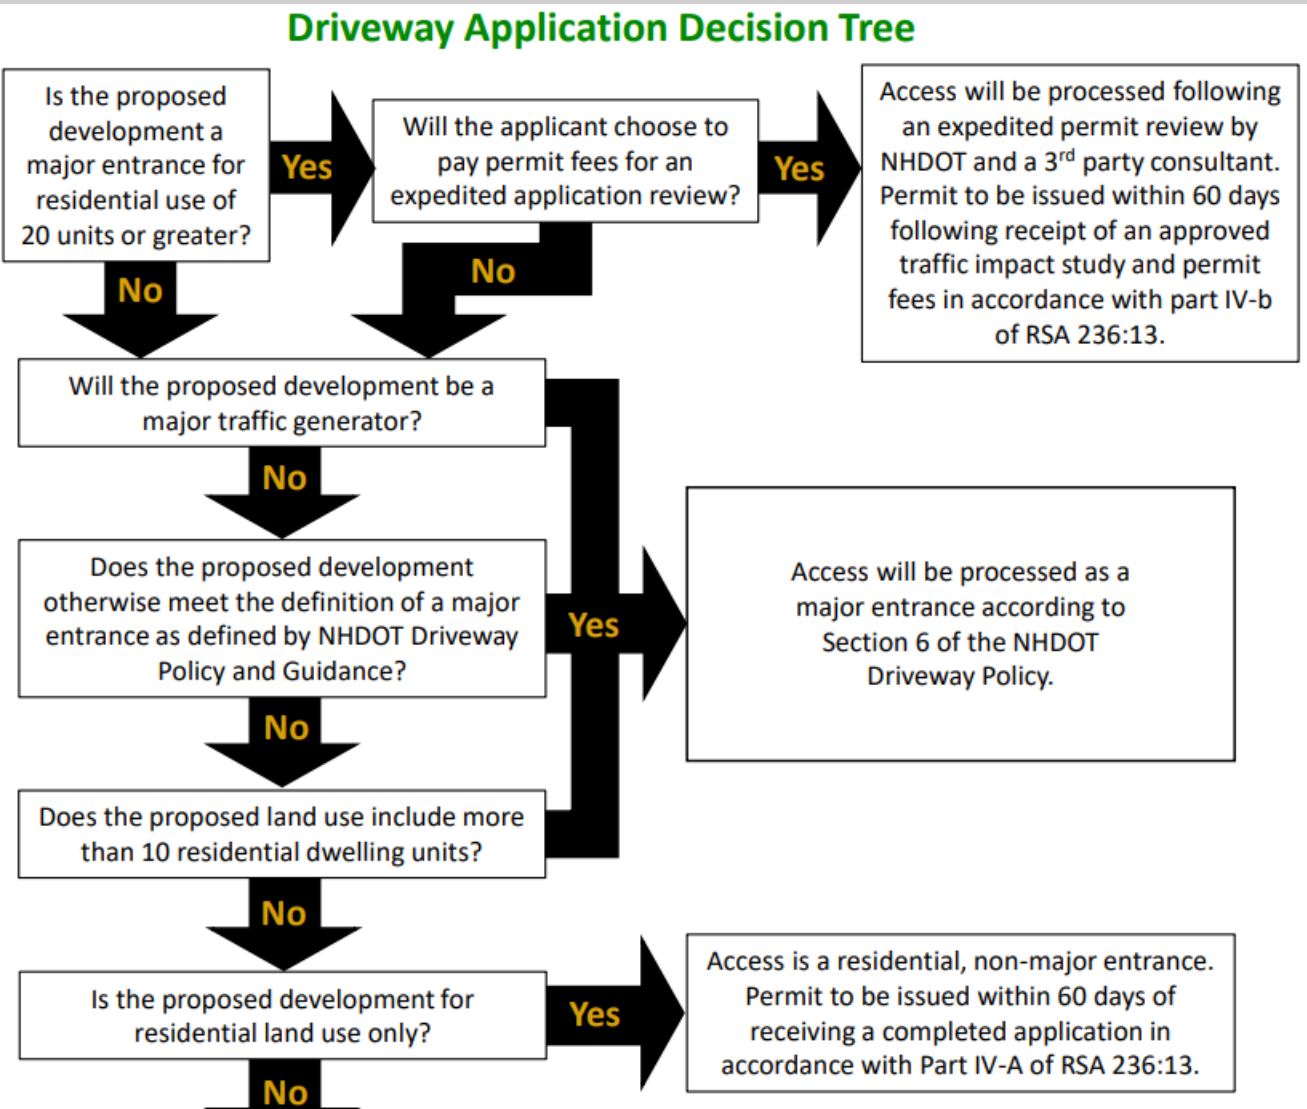 Driveway Application Decision Tree
Is the proposed
development a
major entrance for
residential use of
20 units or greater?
Yes
Will the applicant choose to
pay permit fees for an
expedited application review?
Yes
Access will be processed following
an expedited permit review by
NHDOT and a 3rd party consultant.
Permit to be issued within 60 days
following receipt of an approved
traffic impact study and permit
fees in accordance with part IV-b
of RSA 236:13.
No
No
Will the proposed development be a
major traffic generator?
No
Does the proposed development
otherwise meet the definition of a major
entrance as defined by NHDOT Driveway
Policy and Guidance?
Yes
Access will be processed as a
major entrance according to
Section 6 of the NHDOT
Driveway Policy.
No
Does the proposed land use include more
than 10 residential dwelling units?
No
Is the proposed development for
residential land use only?
Yes
Access is a residential, non-major entrance.
Permit to be issued within 60 days of
receiving a completed application in
accordance with Part IV-A of RSA 236:13.
No